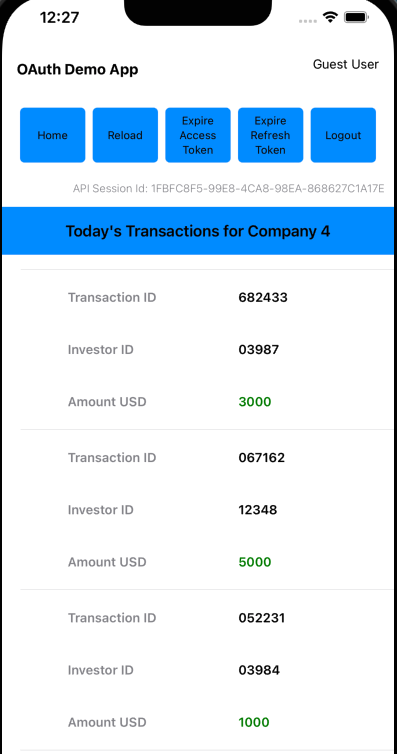 12:27
OAuth Demo App
Guest User
Home
Reload
Expire
Access
Token
Expire
Refresh
Token
Logout
API Session Id: 1FBFC8F5-99E8-4CA8-98EA-868627C1A17E
Today's Transactions for Company 4
Transaction ID 682433
Investor ID 03987
Amount USD 3000
Transaction ID 067162
Investor ID 12348
Amount USD 5000
Transaction ID 052231
Investor ID 03984
Amount USD 1000